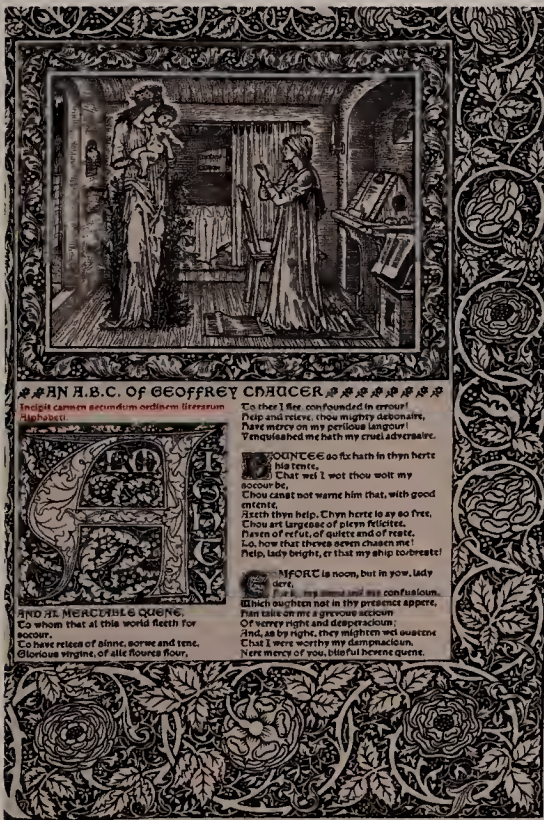 AN A.B.C. OF GEOFFREY CHAUCER
Incipit carmen secundum ordinem literarum
Alphabeti.
ALMIGHTY
AND AL MERCIABLE QUENE,
To whom that al this world fleeth for
socour,
To have relees of sinne, sorwe and tene,
Glorious virgine, of alle floures flour,
To thee I flee, confounded in errour!
Help and releve, thou mighty debonaire,
Have mercy on my perilous langour!
Venquisshed me hath my cruel adversaire.
BOUNTEE so fix hath in thyn herte
his tente,
That wel I wot thou wolt my
socour be,
Thou canst not warne him that, with good
entente,
Axeth thyn help. Thyn herte is ay so free,
Thou art largesse of pleyn felicitee,
Haven of refut, of quiete and of reste.
Lo, how that theves seven chasen me!
Help, lady bright, er that my ship tobreste!
COMFORT is noon, but in yow, lady
dere,
my sinne and my confusioun,
Which oughten not in thy presence appere,
Han take on me a grevous accioun
Of verrey right and desperacioun;
And, as by right, they mighten wel sustene
That I were worthy my dampnacioun,
Nere mercy of you, blisful hevene quene.